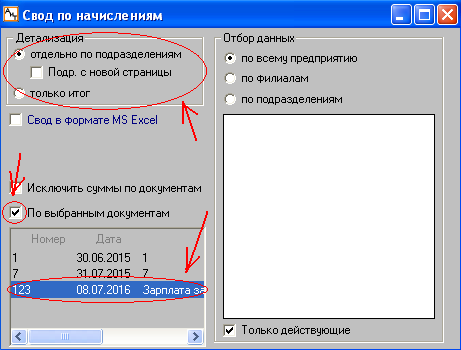 Свод по начислениям
Детализация
отдельно по подразделениям
Подр. с новой страницы
только итог
Свод в формате MS Excel
Исключить суммы по документам
По выбранным документам
Номер Дата
1 30.06.2015 1
7 31.07.2015 7
123 08.07.2016 Зарплата за
Отбор данных
по всему предприятию
по филиалам
по подразделениям
Только действующие